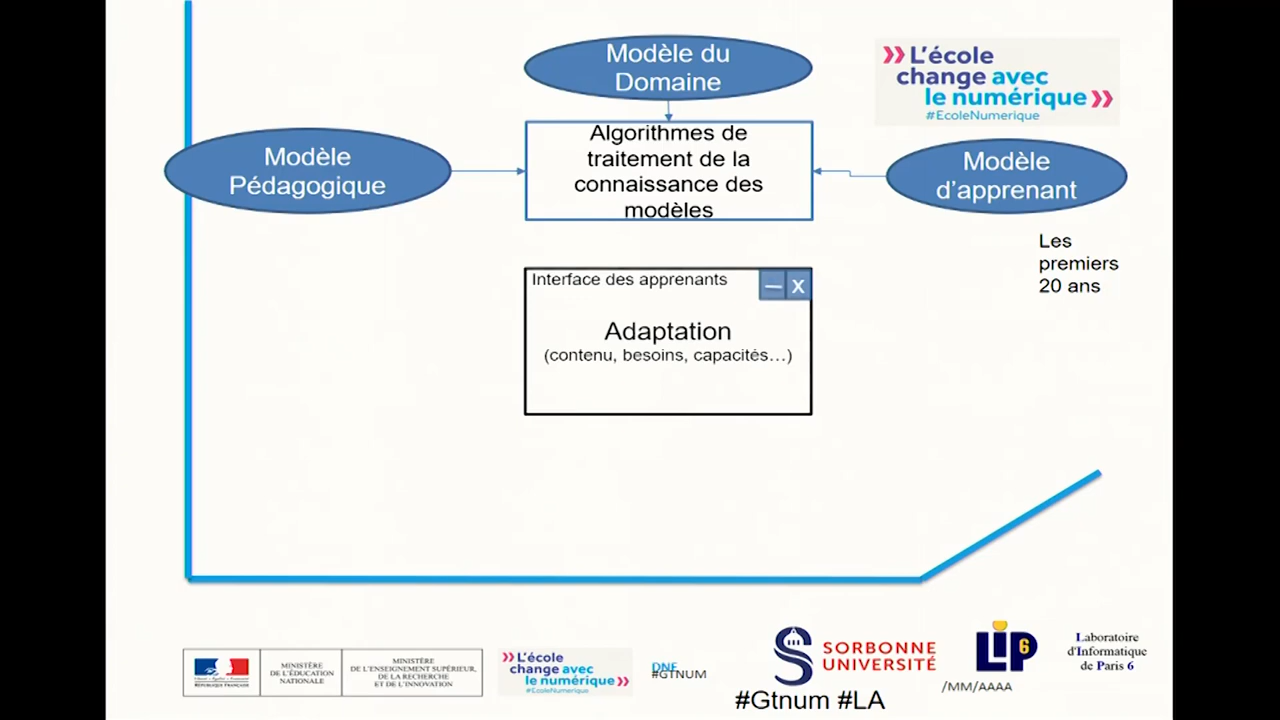 Modèle du
Domaine
L'école
change avec
le numérique
#EcoleNumerique
Algorithmes de
traitement de la
connaissance des
modèles
Modèle
Pédagogique
Modèle
d'apprenant
Les
premiers
20 ans
Interface des apprenants
X
Adaptation
(contenu, besoins, capacités…)
RÉPUBLIQUE FRANÇAISE
MINISTÈRE
DE L'ÉDUCATION
NATIONALE
MINISTÈRE
DE L'ENSEIGNEMENT SUPÉRIEUR,
DE LA RECHERCHE
ET DE L'INNOVATION
L'école
change avec
le numérique
#EcoleNumerique
DNE
#GTNUM
SORBONNE
UNIVERSITÉ
LIP6
Laboratoire
d'Informatique
de Paris 6
/MM/AAAA
#Gtnum #LA